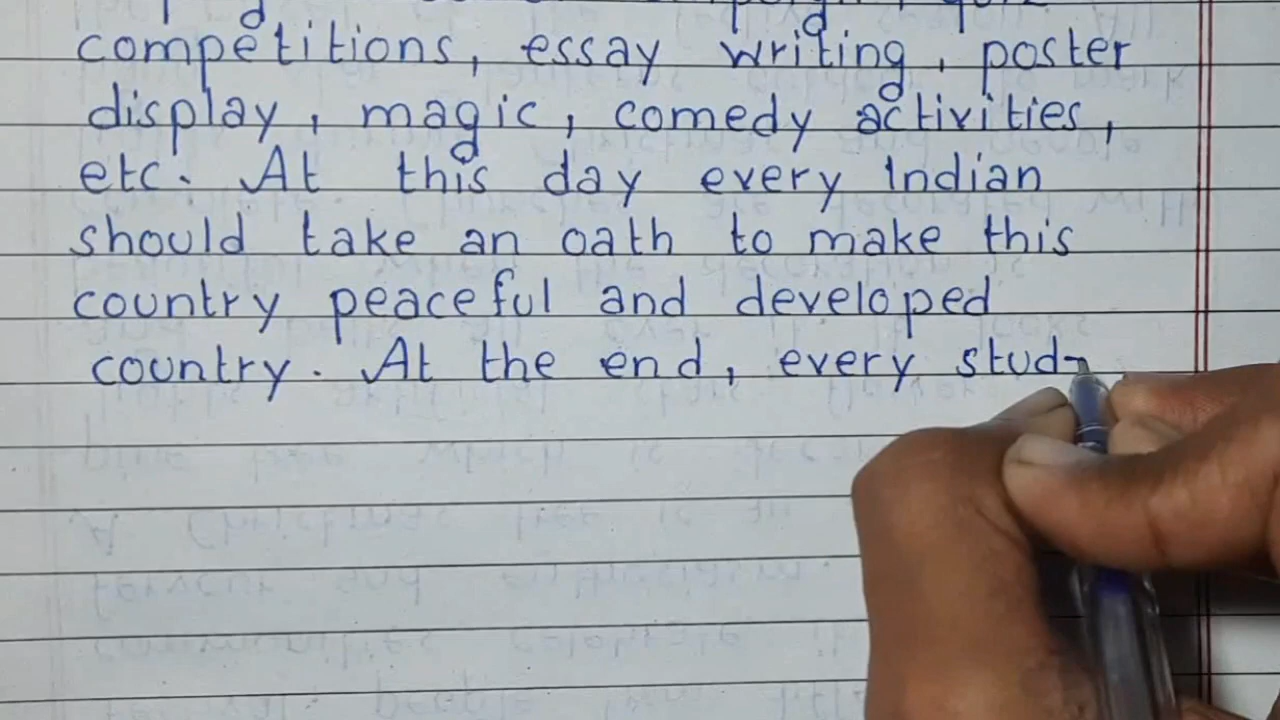 competitions, essay writing, poster
display, magic, comedy activities,
etc. At this day every Indian
should take an oath to make this
country peaceful and developed
country. At the end, every stud-